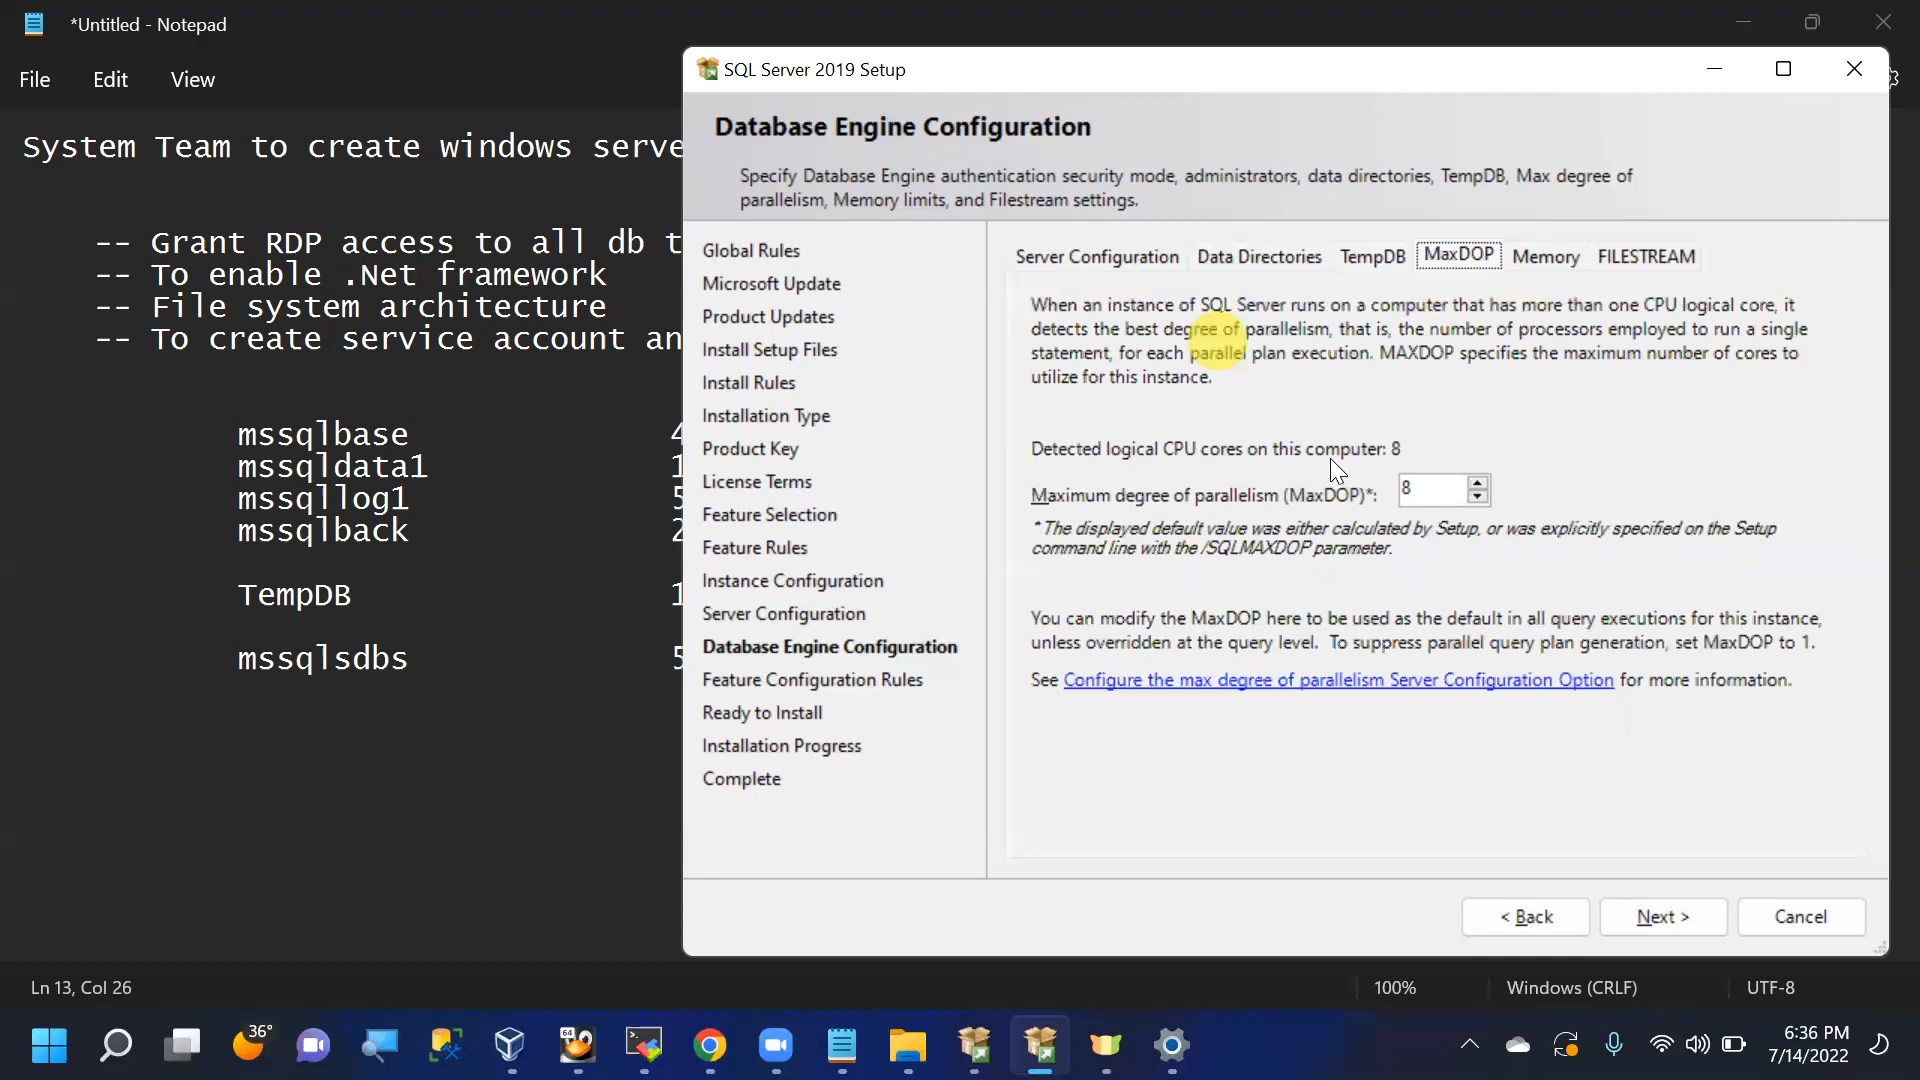 *Untitled - Notepad
File Edit View
System Team to create windows serve
-- Grant RDP access to all db t
-- To enable .Net framework
-- File system architecture
-- To create service account an
mssqlbase 4
mssqldata1 1
mssqllog1 5
mssqlback 2
TempDB 1
mssqlsdbs 5
SQL Server 2019 Setup
Database Engine Configuration
Specify Database Engine authentication security mode, administrators, data directories, TempDB, Max degree of
parallelism, Memory limits, and Filestream settings.
Global Rules
Microsoft Update
Product Updates
Install Setup Files
Install Rules
Installation Type
Product Key
License Terms
Feature Selection
Feature Rules
Instance Configuration
Server Configuration
Database Engine Configuration
Feature Configuration Rules
Ready to Install
Installation Progress
Complete
Server Configuration Data Directories TempDB MaxDOP Memory FILESTREAM
When an instance of SQL Server runs on a computer that has more than one CPU logical core, it
detects the best degree of parallelism, that is, the number of processors employed to run a single
statement, for each parallel plan execution. MAXDOP specifies the maximum number of cores to
utilize for this instance.
Detected logical CPU cores on this computer: 8
Maximum degree of parallelism (MaxDOP)*: 8
* The displayed default value was either calculated by Setup, or was explicitly specified on the Setup
command line with the /SQLMAXDOP parameter.
You can modify the MaxDOP here to be used as the default in all query executions for this instance,
unless overridden at the query level. To suppress parallel query plan generation, set MaxDOP to 1.
See Configure the max degree of parallelism Server Configuration Option for more information.
< Back Next > Cancel
Ln 13, Col 26 100% Windows (CRLF) UTF-8
36°
64
6:36 PM
7/14/2022